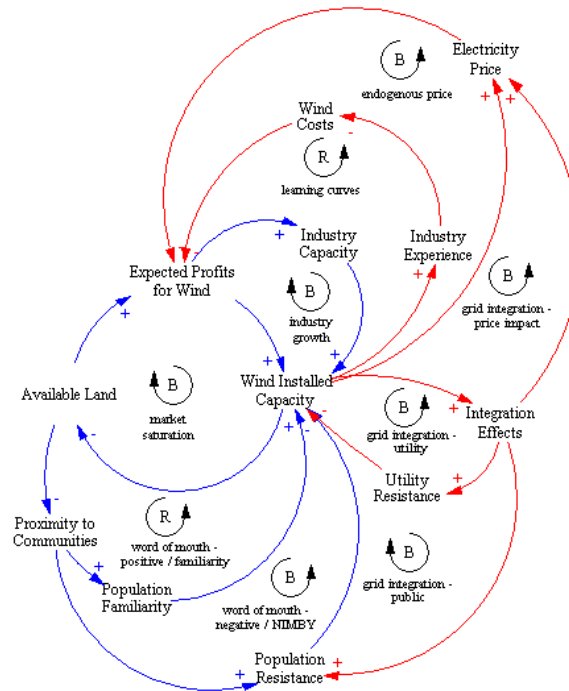 Electricity
Price
B
endogenous price
+
+
Wind
Costs
-
R
learning curves
-
+
Industry
Capacity
Industry
Experience
+
Expected Profits
for Wind
B
grid integration -
price impact
B
industry
growth
+
+
+
Wind Installed
Capacity
Available Land
B
market
saturation
-
+
-
-
+
Integration
Effects
B
grid integration -
utility
-
Utility
Resistance
+
Proximity to
Communities
R
word of mouth -
positive / familiarity
+
Population
Familiarity
B
word of mouth -
negative / NIMBY
B
grid integration -
public
+
Population
Resistance
+